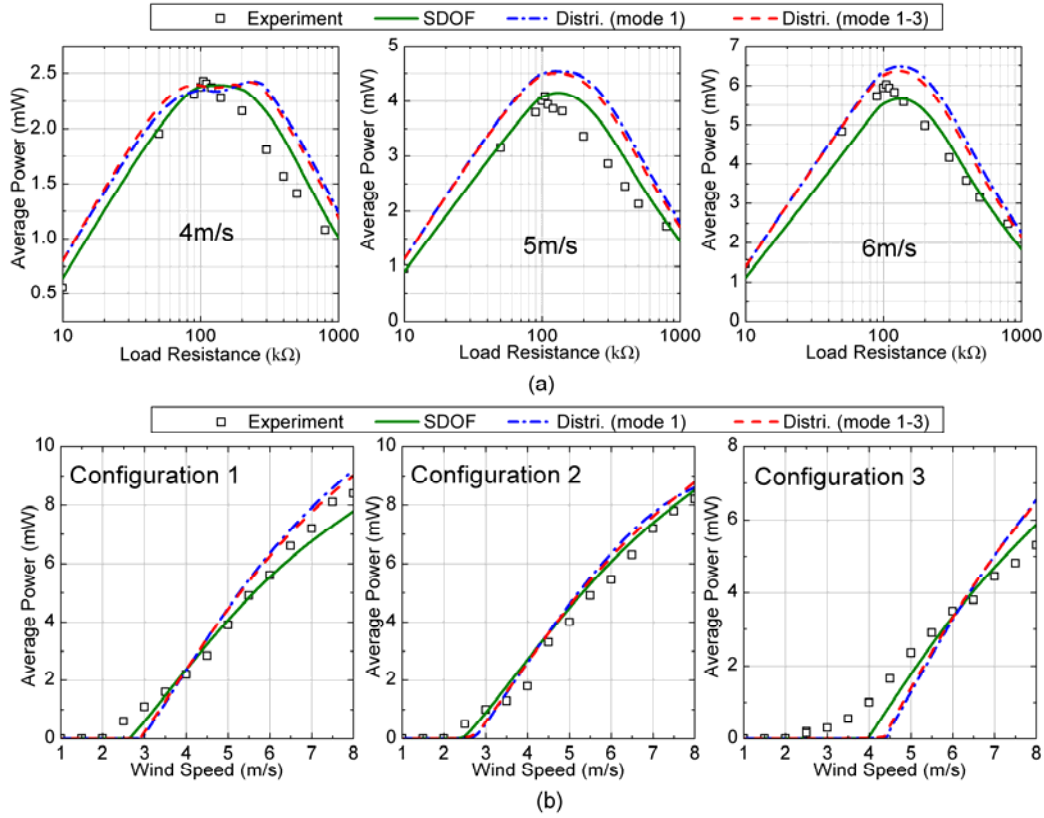 Experiment SDOF Distri. (mode 1) Distri. (mode 1-3)
Average Power (mW)
2.5
2.0
1.5
1.0
0.5
4m/s
10 100 1000
Load Resistance (kΩ)
Average Power (mW)
5
4
3
2
1
0
5m/s
10 100 1000
Load Resistance (kΩ)
Average Power (mW)
7
6
5
4
3
2
1
0
6m/s
10 100 1000
Load Resistance (kΩ)
(a)
Experiment SDOF Distri. (mode 1) Distri. (mode 1-3)
Average Power (mW)
10
8
6
4
2
0
Configuration 1
1 2 3 4 5 6 7 8
Wind Speed (m/s)
Average Power (mW)
10
8
6
4
2
0
Configuration 2
1 2 3 4 5 6 7 8
Wind Speed (m/s)
Average Power (mW)
8
6
4
2
0
Configuration 3
1 2 3 4 5 6 7 8
Wind Speed (m/s)
(b)